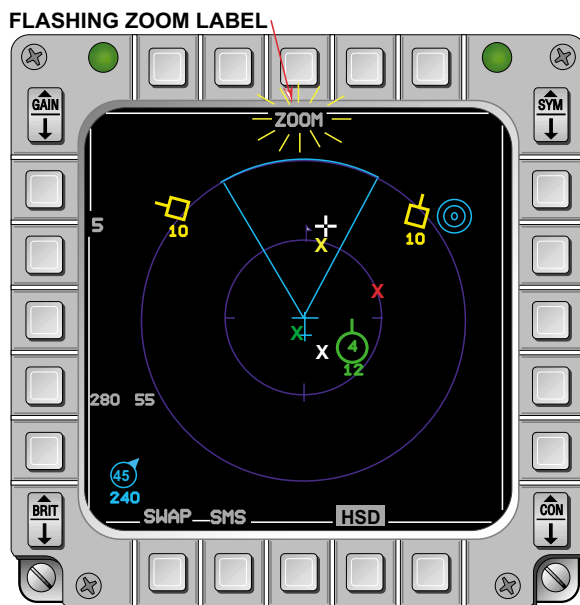 FLASHING ZOOM LABEL
GAIN
SYM
ZOOM
10
10
5
X
X
X
X
4
12
280 55
45
240
BRIT
CON
SWAP SMS HSD